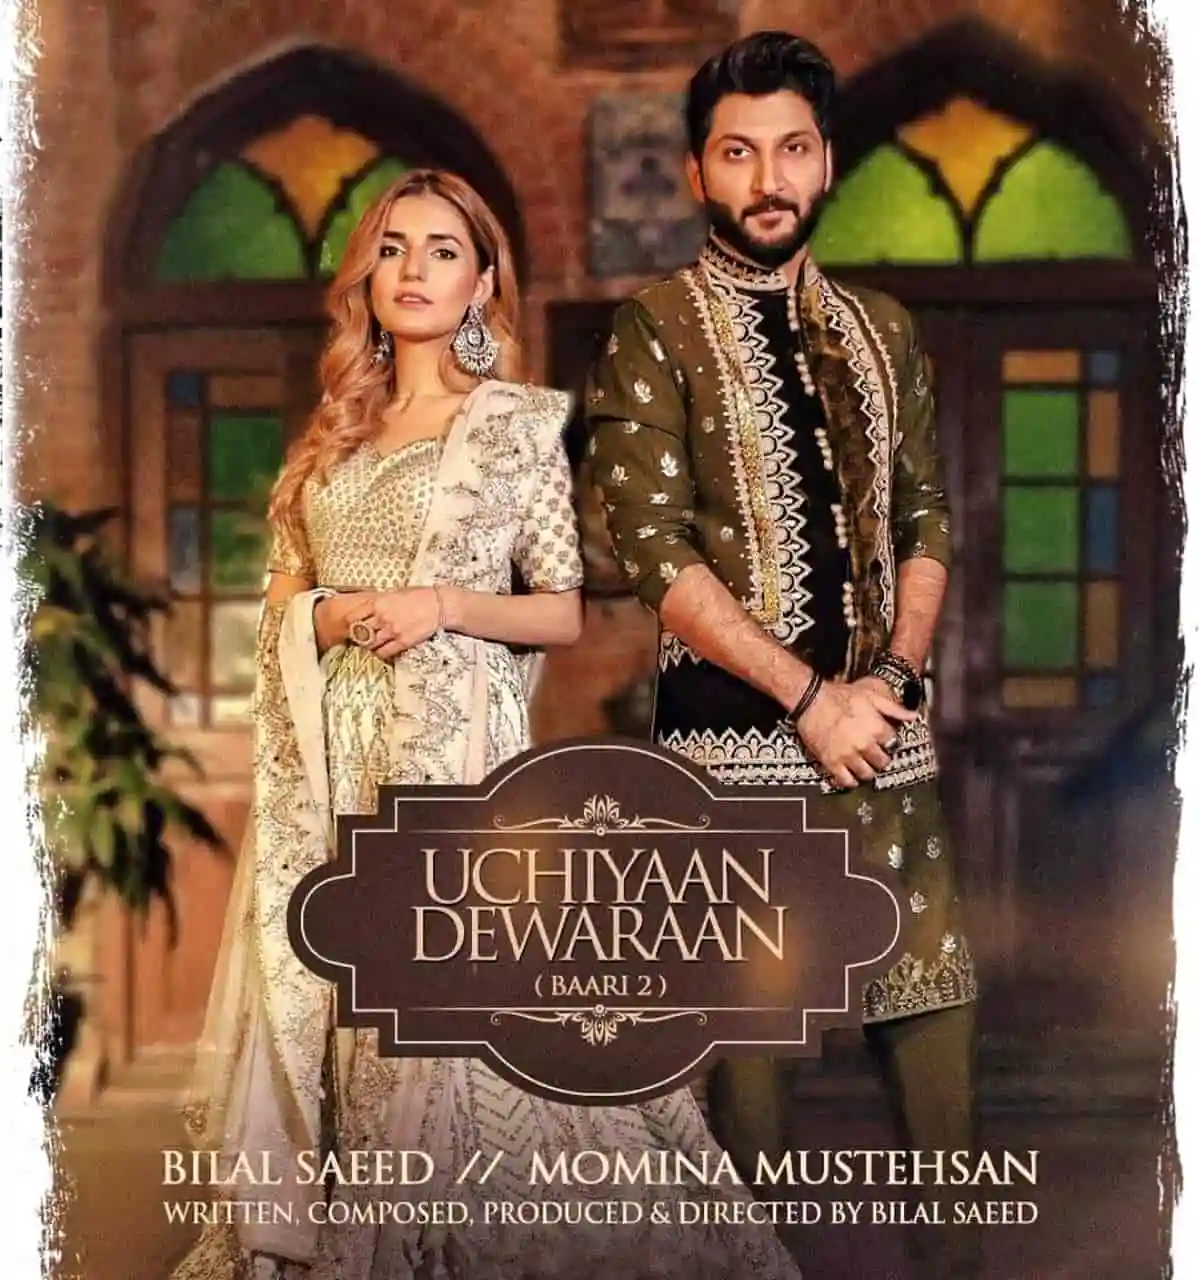 UCHIYAAN
DEWARAAN
( BAARI 2 )
BILAL SAEED // MOMINA MUSTEHSAN
WRITTEN, COMPOSED, PRODUCED & DIRECTED BY BILAL SAEED